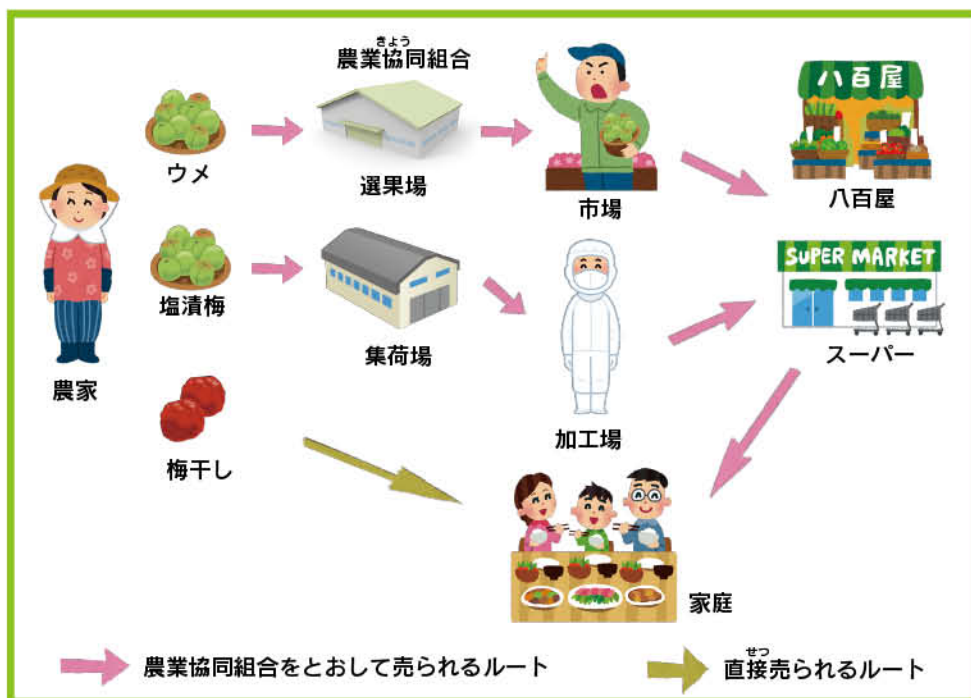 きょう
農業協同組合
八百屋
ウメ
選果場
市場
八百屋
SUPER MARKET
塩漬梅
集荷場
スーパー
農家
加工場
梅干し
家庭
農業協同組合をとおして売られるルート
せつ
直接売られるルート